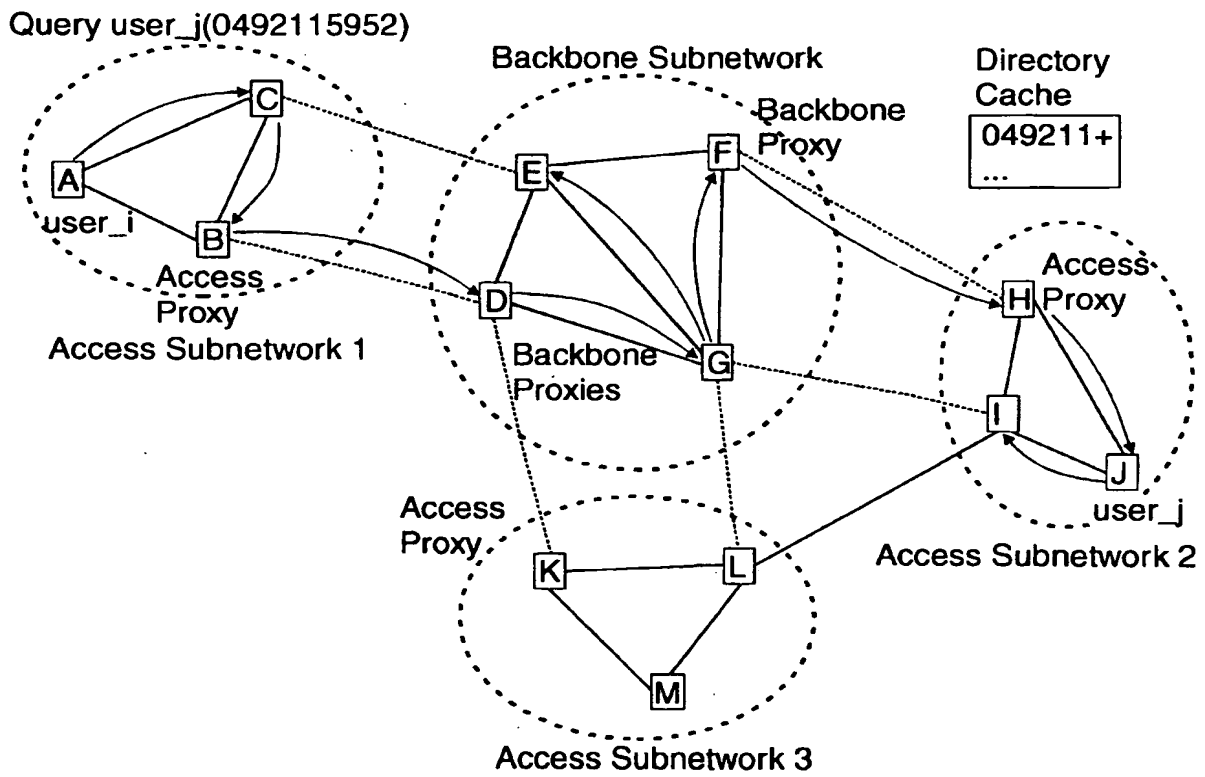 Query user_j(0492115952)
Backbone Subnetwork
Directory
Cache
049211+
...
C
Backbone
Proxy
F
E
A
user_i
B
Access
Proxy
Access Subnetwork 1
D
Backbone
Proxies
G
H
Access
Proxy
I
J
user_j
Access Subnetwork 2
Access
Proxy
K
L
M
Access Subnetwork 3